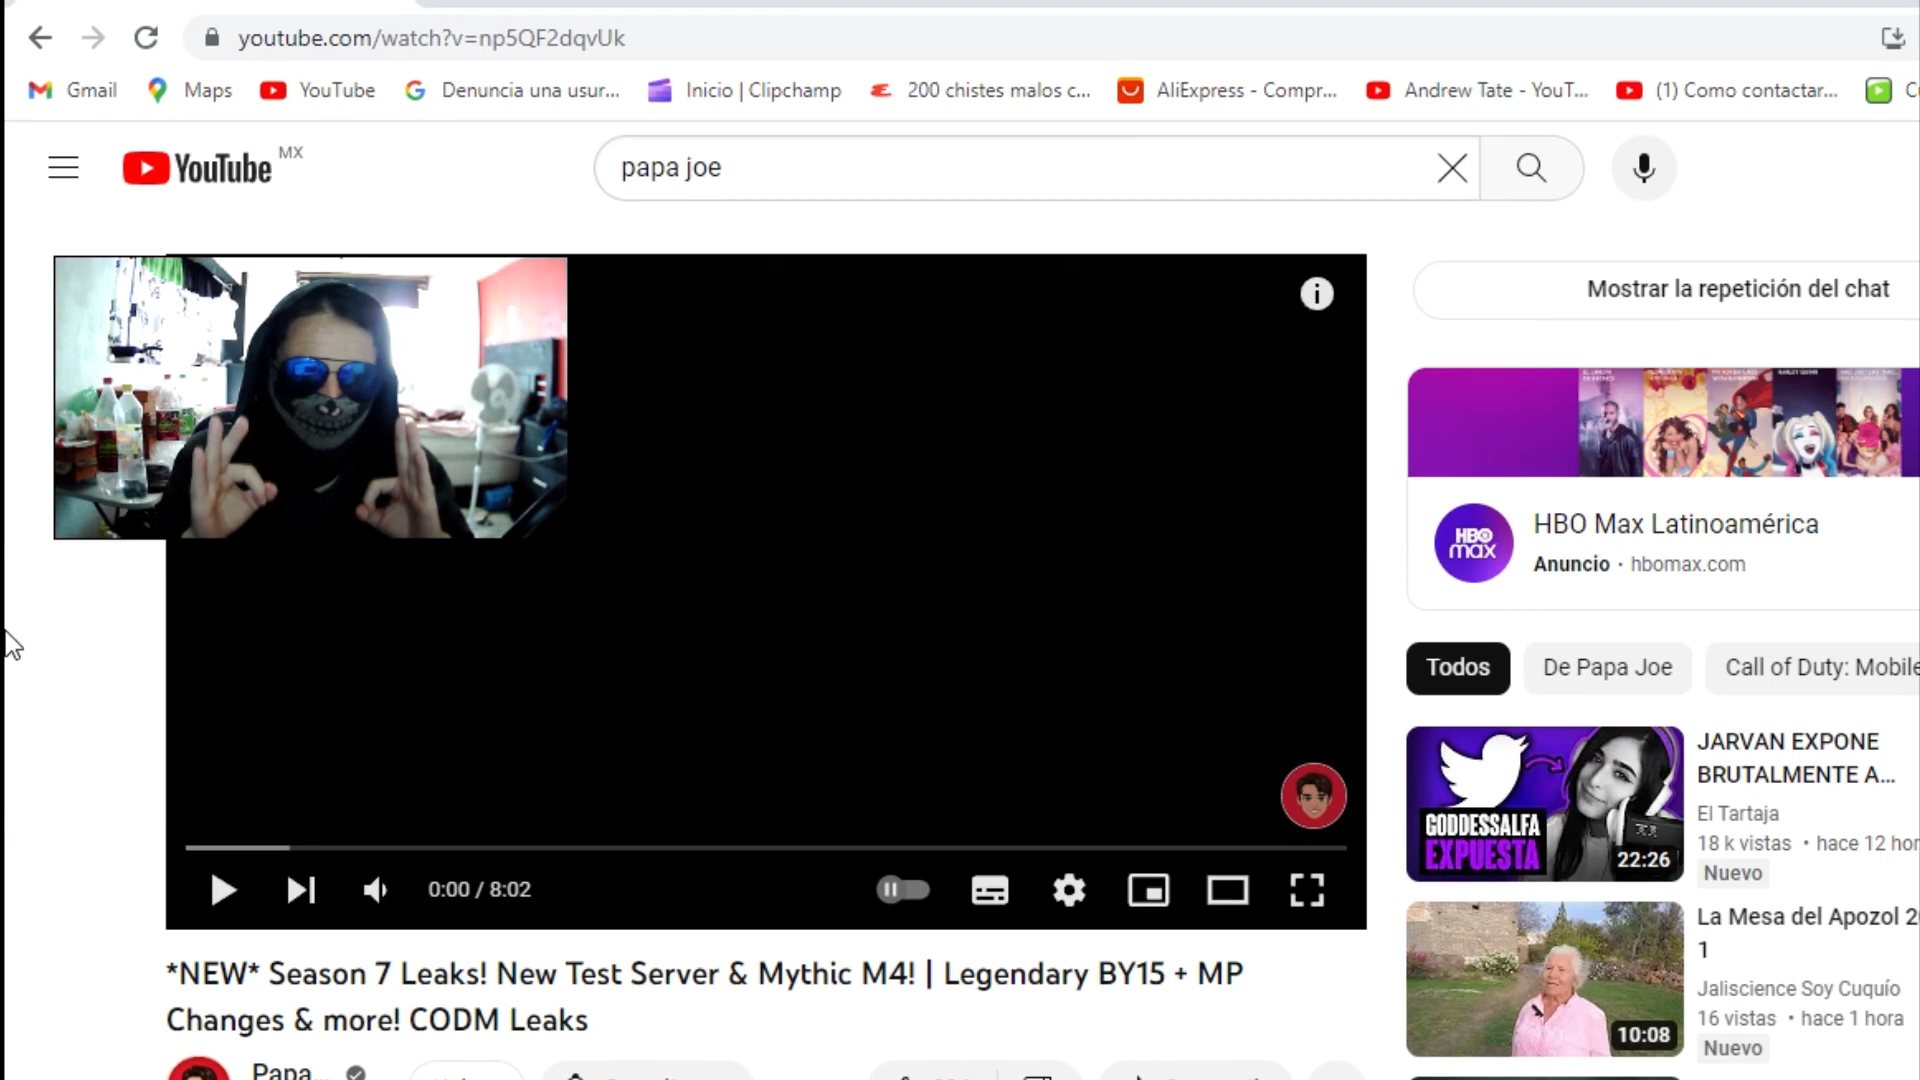 youtube.com/watch?v=np5QF2dqvUk
Gmail
Maps
YouTube
Denuncia una usur...
Inicio | Clipchamp
200 chistes malos c...
AliExpress - Compr...
Andrew Tate - YouT...
(1) Como contactar...
YouTube MX
papa joe
Mostrar la repetición del chat
HBO max
HBO Max Latinoamérica
Anuncio · hbomax.com
Todos
De Papa Joe
Call of Duty: Mobile
GODDESSALFA
EXPUESTA
22:26
JARVAN EXPONE
BRUTALMENTE A...
El Tartaja
18 k vistas • hace 12 hor
Nuevo
10:08
La Mesa del Apozol 2
1
Jaliscience Soy Cuquío
16 vistas • hace 1 hora
Nuevo
0:00 / 8:02
*NEW* Season 7 Leaks! New Test Server & Mythic M4! | Legendary BY15 + MP
Changes & more! CODM Leaks
Papa...